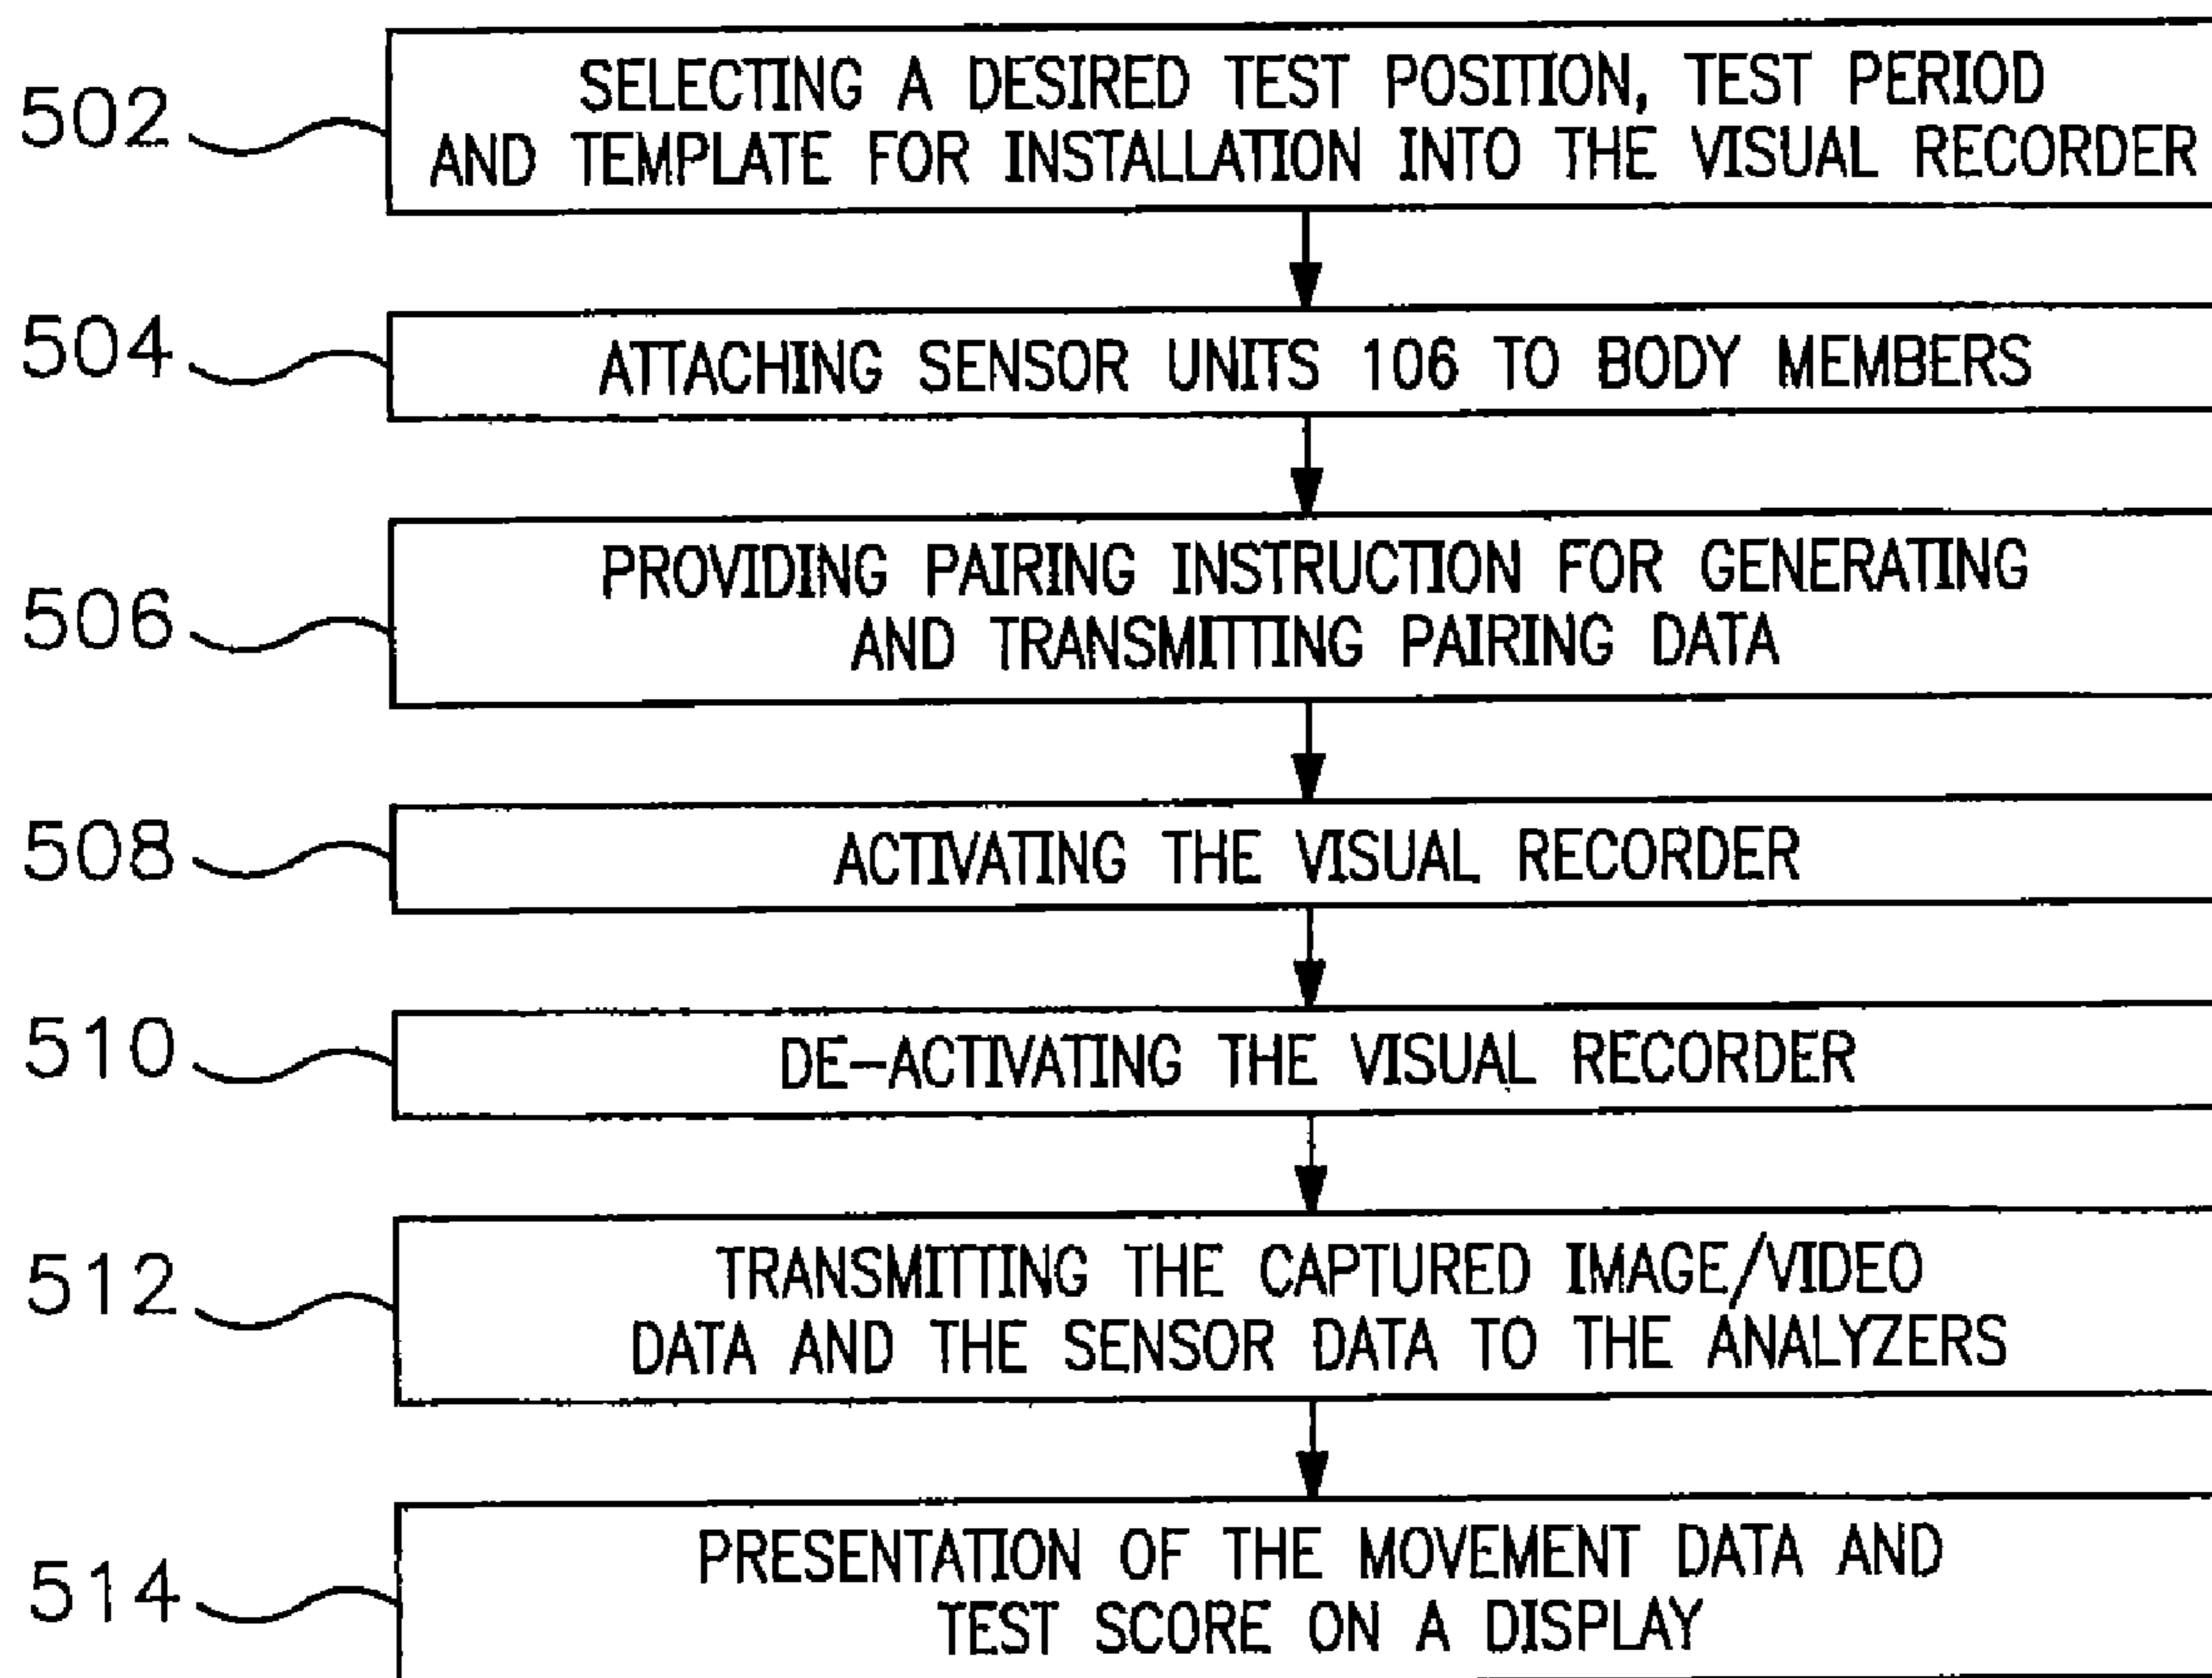 502
SELECTING A DESIRED TEST POSITION, TEST PERIOD
AND TEMPLATE FOR INSTALLATION INTO THE VISUAL RECORDER
504
ATTACHING SENSOR UNITS 106 TO BODY MEMBERS
506
PROVIDING PAIRING INSTRUCTION FOR GENERATING
AND TRANSMITTING PAIRING DATA
508
ACTIVATING THE VISUAL RECORDER
510
DE-ACTIVATING THE VISUAL RECORDER
512
TRANSMITTING THE CAPTURED IMAGE/VIDEO
DATA AND THE SENSOR DATA TO THE ANALYZERS
514
PRESENTATION OF THE MOVEMENT DATA AND
TEST SCORE ON A DISPLAY